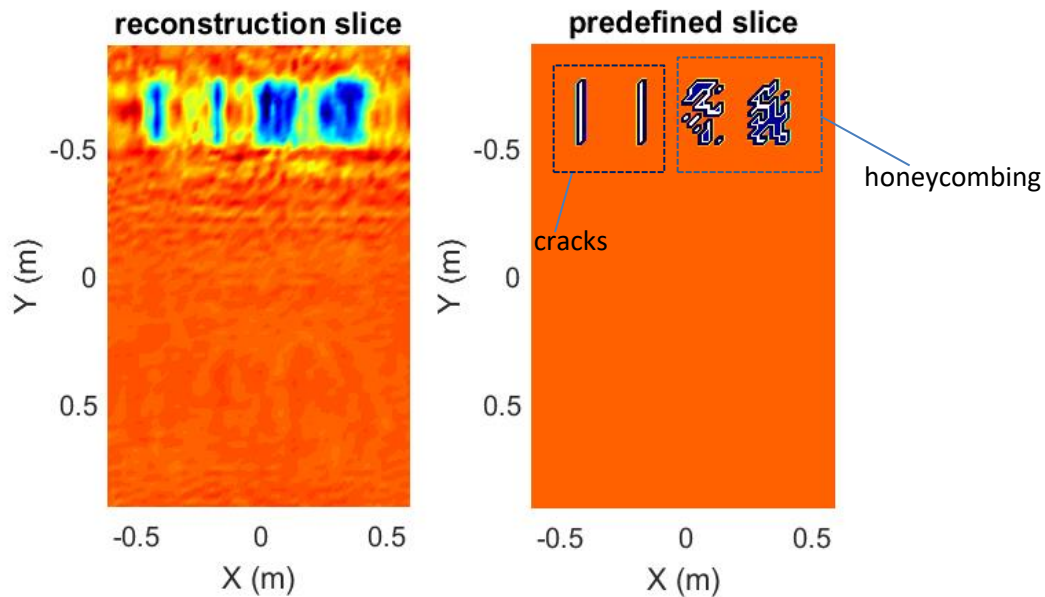 reconstruction slice
Y (m)
-0.5
0
0.5
-0.5
0
0.5
X (m)
predefined slice
Y (m)
-0.5
0
0.5
-0.5
0
0.5
X (m)
cracks
honeycombing